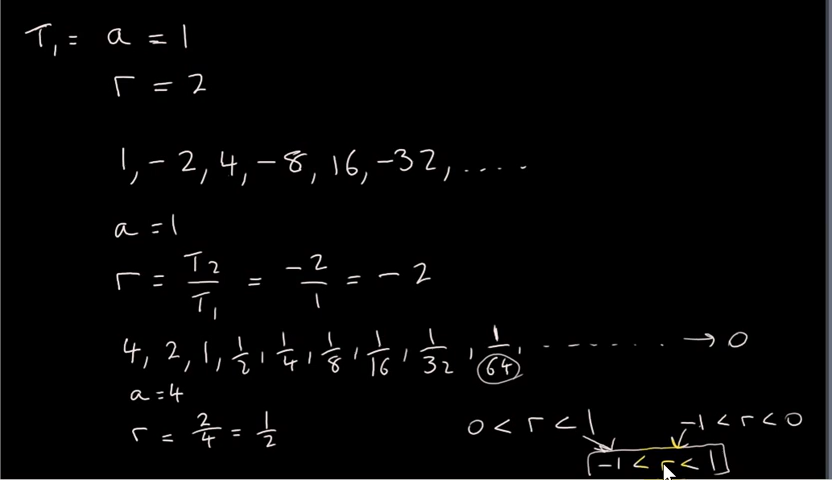 T₁ = a = 1
r = 2
1, -2, 4, -8, 16, -32, ....
a = 1
r = T₂/T₁ = -2/1 = -2
4, 2, 1, 1/2, 1/4, 1/8, 1/16, 1/32, 1/64, ....... → 0
a = 4
r = 2/4 = 1/2
0 < r < 1
-1 < r < 0
-1 < r < 1